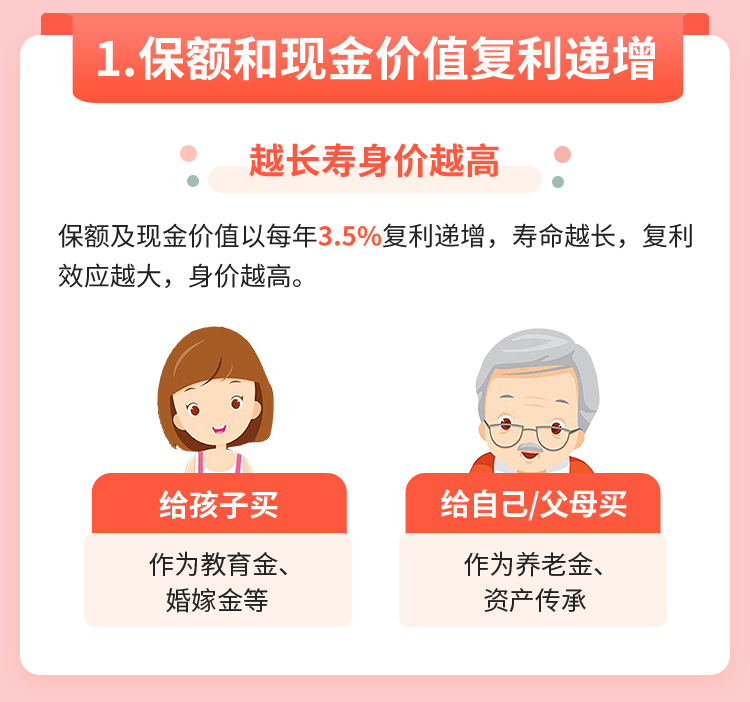 1.保额和现金价值复利递增
越长寿身价越高
保额及现金价值以每年3.5%复利递增，寿命越长，复利
效应越大，身价越高。
给孩子买
给自己/父母买
作为教育金、
婚嫁金等
作为养老金、
资产传承